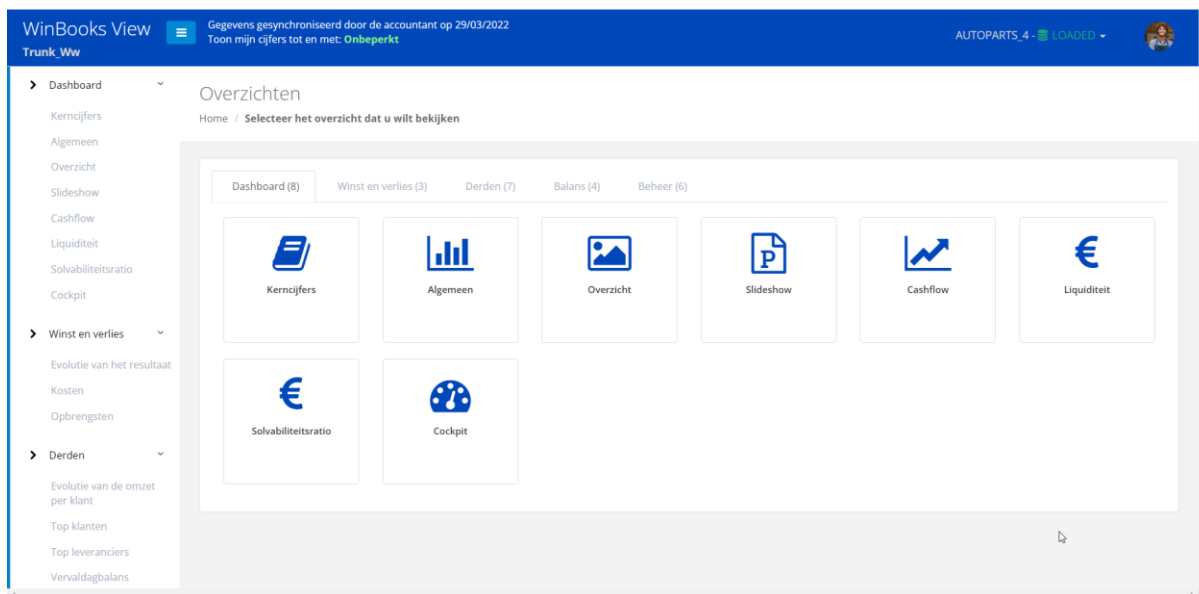 WinBooks View
Trunk_Ww
Gegevens gesynchroniseerd door de accountant op 29/03/2022
Toon mijn cijfers tot en met: Onbeperkt
AUTOPARTS_4 - LOADED
Dashboard
Kerncijfers
Algemeen
Overzicht
Slideshow
Cashflow
Liquiditeit
Solvabiliteitsratio
Cockpit
Winst en verlies
Evolutie van het resultaat
Kosten
Opbrengsten
Derden
Evolutie van de omzet
per klant
Top klanten
Top leveranciers
Vervaldagbalans
Overzichten
Home / Selecteer het overzicht dat u wilt bekijken
Dashboard (8) Winst en verlies (3) Derden (7) Balans (4) Beheer (6)
Kerncijfers Algemeen Overzicht Slideshow Cashflow Liquiditeit
Solvabiliteitsratio Cockpit